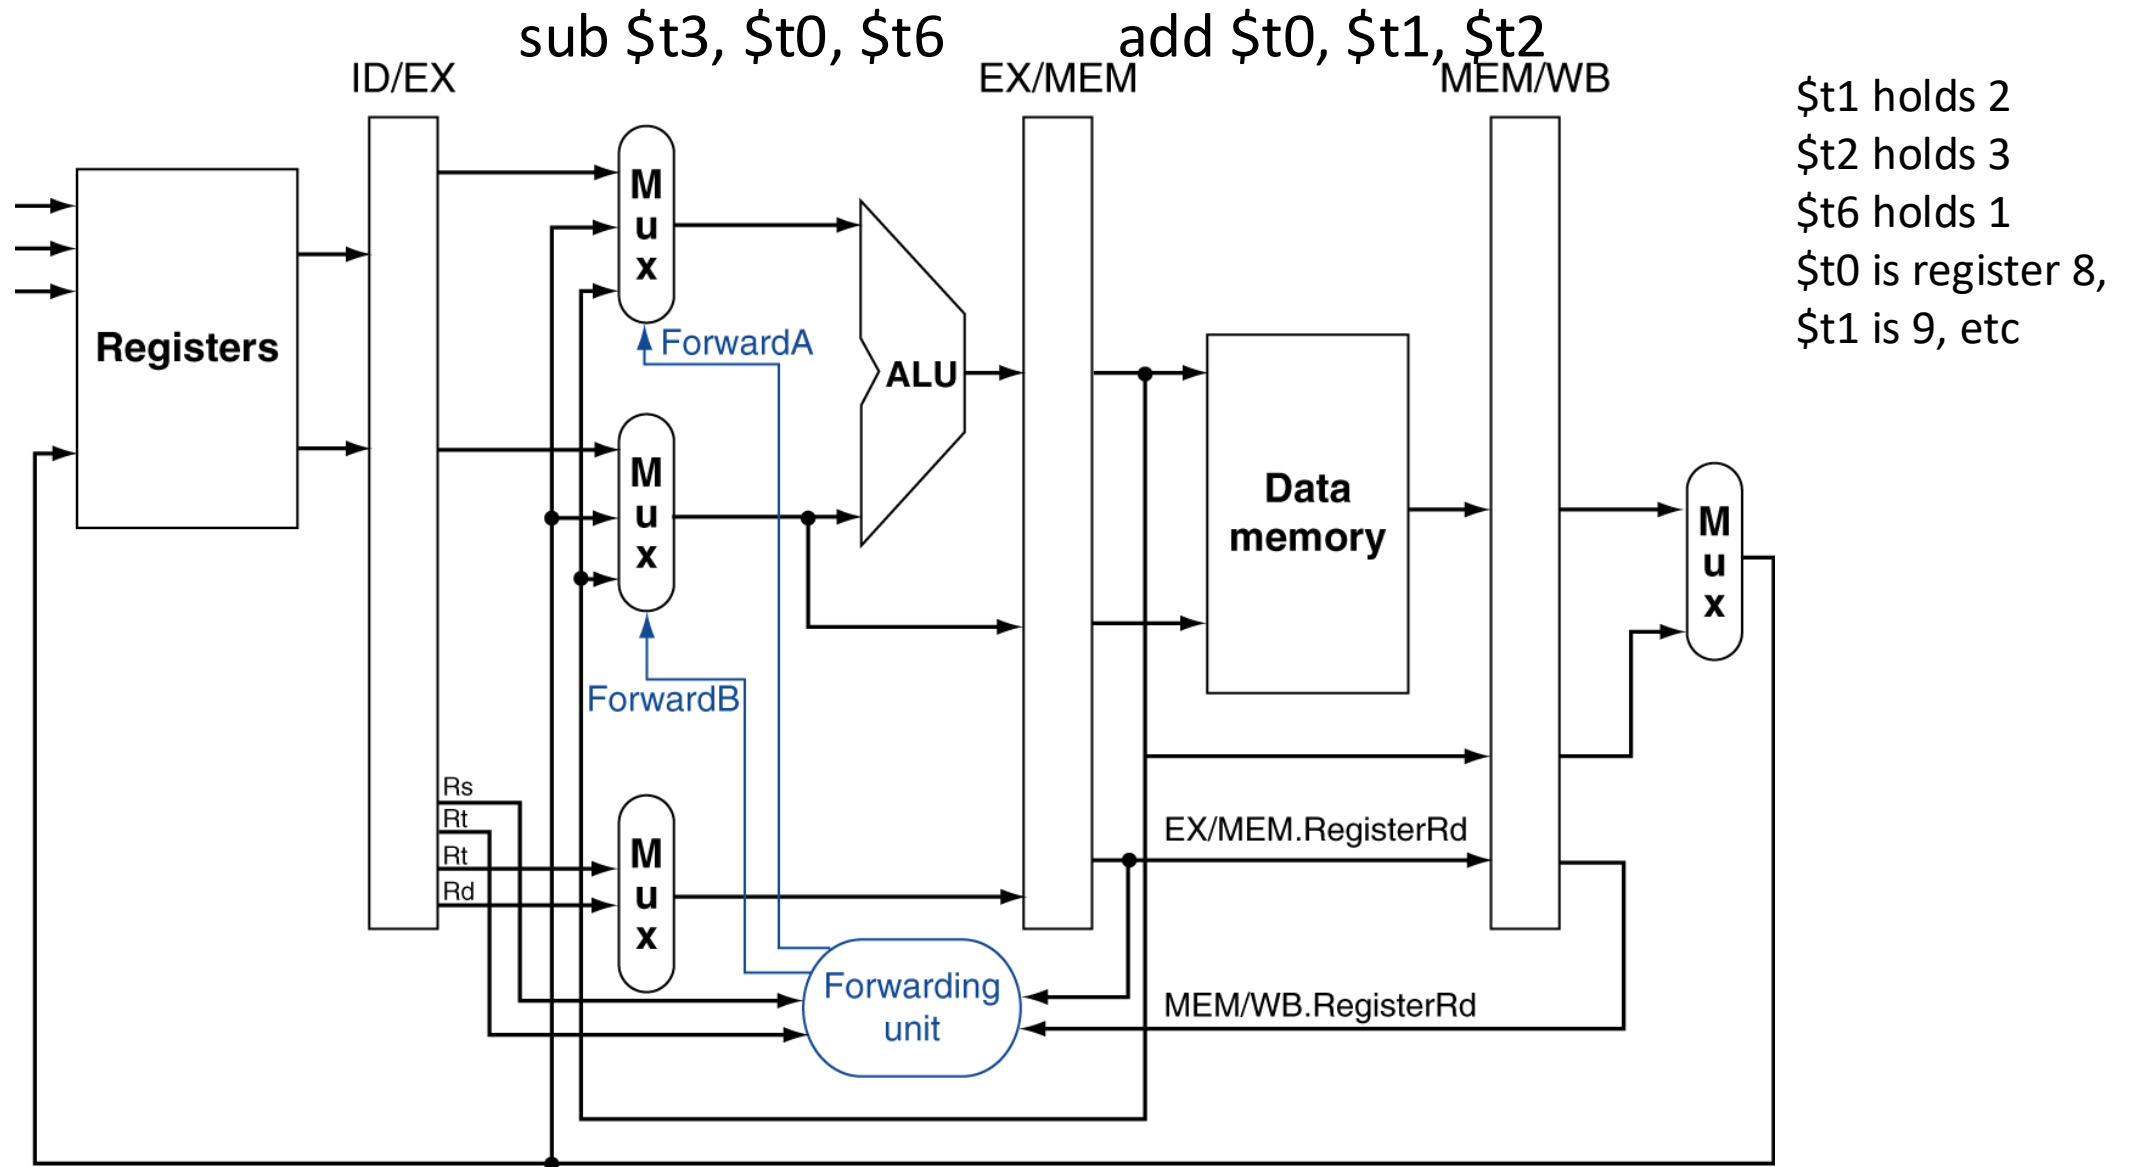 sub $t3, $t0, $t6
add $t0, $t1, $t2
ID/EX
EX/MEM
MEM/WB
$t1 holds 2
$t2 holds 3
$t6 holds 1
$t0 is register 8,
$t1 is 9, etc
Registers
M
u
x
ForwardA
ALU
M
u
x
ForwardB
Data
memory
M
u
x
Rs
Rt
Rt
Rd
M
u
x
EX/MEM.RegisterRd
Forwarding
unit
MEM/WB.RegisterRd